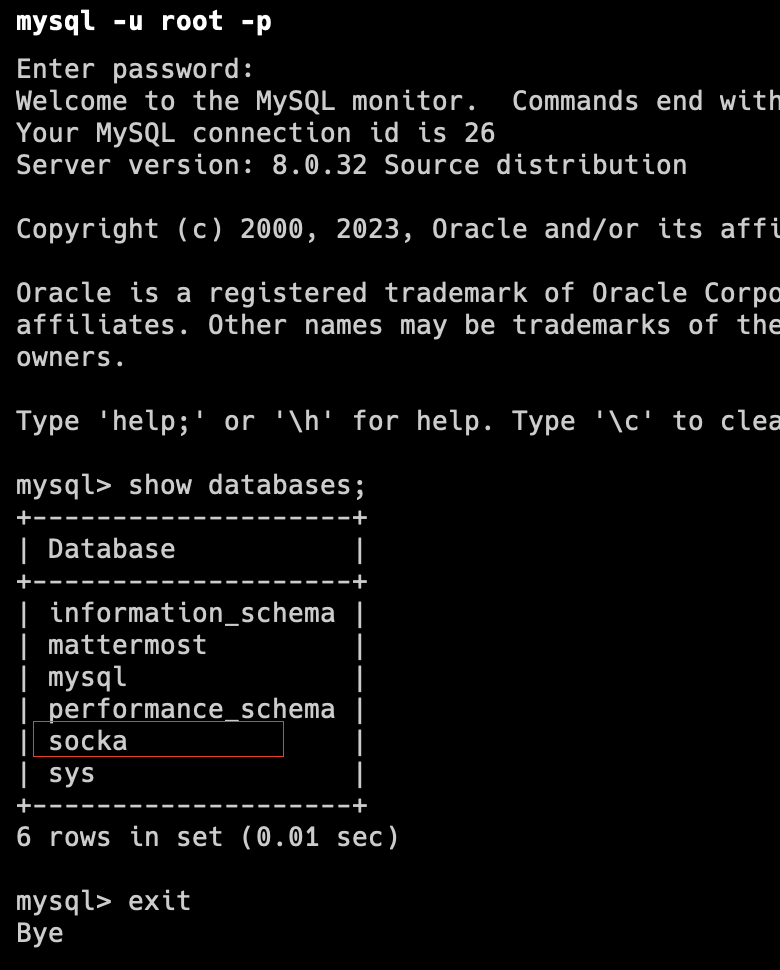 mysql -u root -p
Enter password:
Welcome to the MySQL monitor.  Commands end with
Your MySQL connection id is 26
Server version: 8.0.32 Source distribution
Copyright (c) 2000, 2023, Oracle and/or its affi
Oracle is a registered trademark of Oracle Corpo
affiliates. Other names may be trademarks of the
owners.
Type 'help;' or '\h' for help. Type '\c' to clea
mysql> show databases;
+--------------------+
| Database           |
+--------------------+
| information_schema |
| mattermost         |
| mysql              |
| performance_schema |
| socka              |
| sys                |
+--------------------+
6 rows in set (0.01 sec)
mysql> exit
Bye